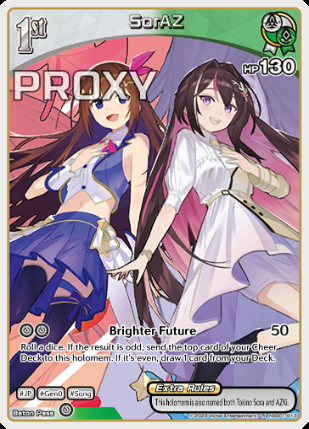 1st
SorAZ
HP 130
PROXY
Brighter Future 50
Roll a dice. If the result is odd, send the top card of your Cheer
Deck to this holomem. If it's even, draw 1 card from your Deck.
Extra Rules
This holomem is also named both Tokino Sora and AZKi.
#JP #Gen0 #Song
Baton Pass